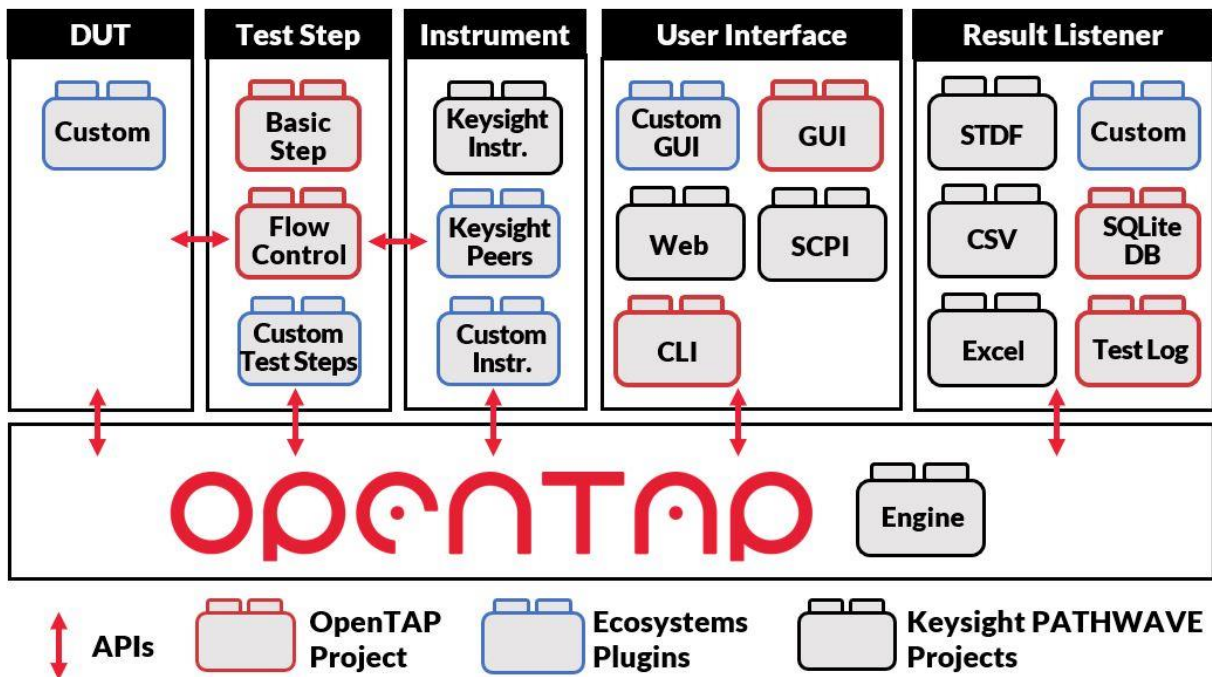 DUT
Custom
Test Step
Basic
Step
Flow
Control
Custom
Test Steps
Instrument
Keysight
Instr.
Keysight
Peers
Custom
Instr.
User Interface
Custom
GUI
GUI
Web
SCPI
CLI
Result Listener
STDF
Custom
CSV
SQLite
DB
Excel
Test Log
OPENTAP
Engine
APIs
OpenTAP
Project
Ecosystems
Plugins
Keysight PATHWAVE
Projects